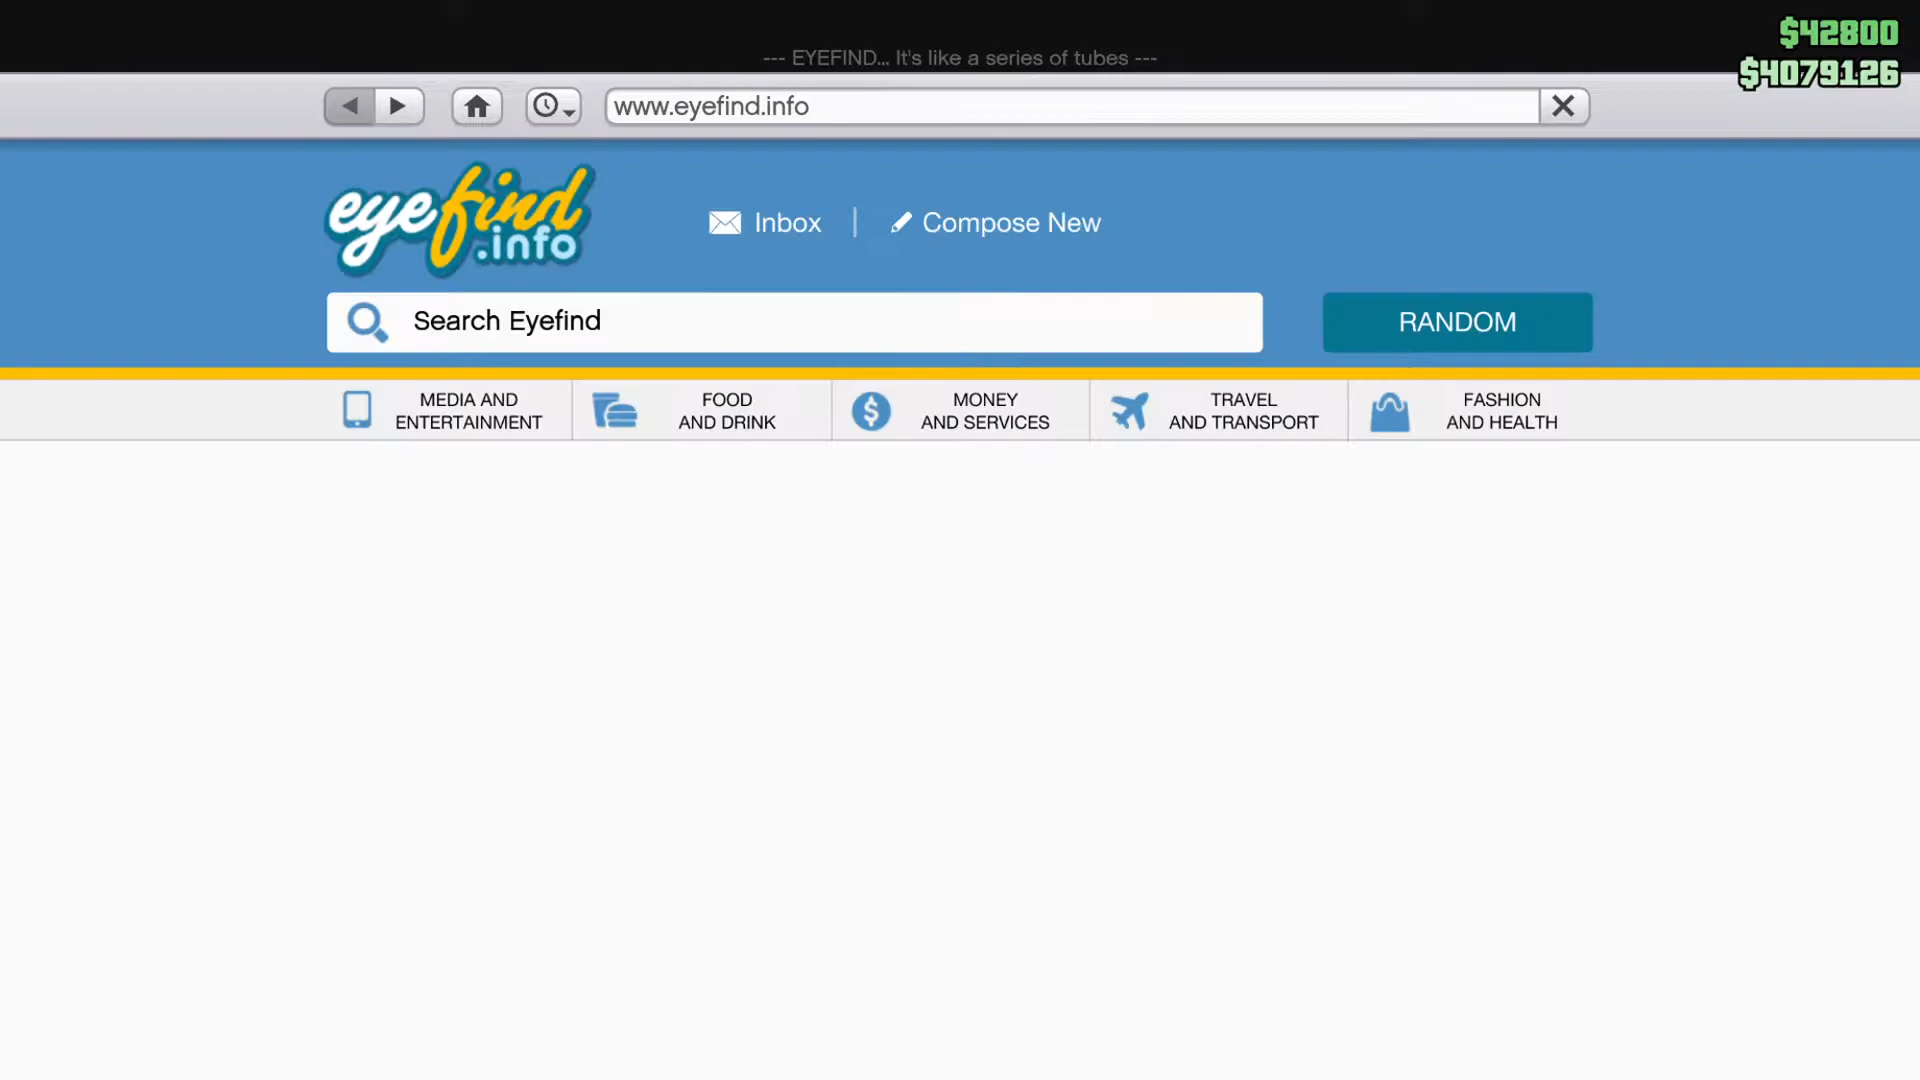 $42800
--- EYEFIND... It's like a series of tubes ---
$4079126
www.eyefind.info
eyefind
.info
Inbox
Compose New
Search Eyefind
RANDOM
MEDIA AND
ENTERTAINMENT
FOOD
AND DRINK
MONEY
AND SERVICES
TRAVEL
AND TRANSPORT
FASHION
AND HEALTH